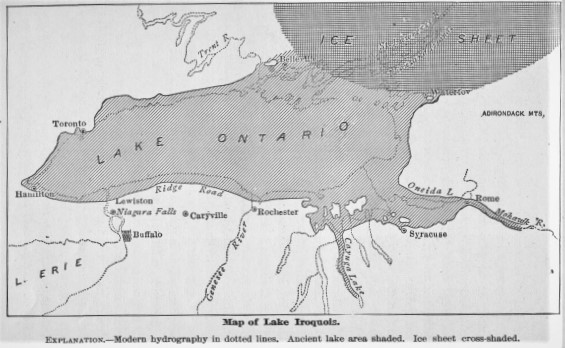 ICE SHEET
Trent R.
Belleville
Watertow
ADIRONDACK MTS,
Toronto
LAKE ONTARIO
Hamilton
Ridge Road
Oneida L
Rome
Lewiston
Niagara Falls
Caryville
Rochester
Mohawk R.
Buffalo
Syracuse
L. ERIE
Genesee River
Cayuga Lake
Map of Lake Iroquois.
EXPLANATION.—Modern hydrography in dotted lines. Ancient lake area shaded. Ice sheet cross-shaded.